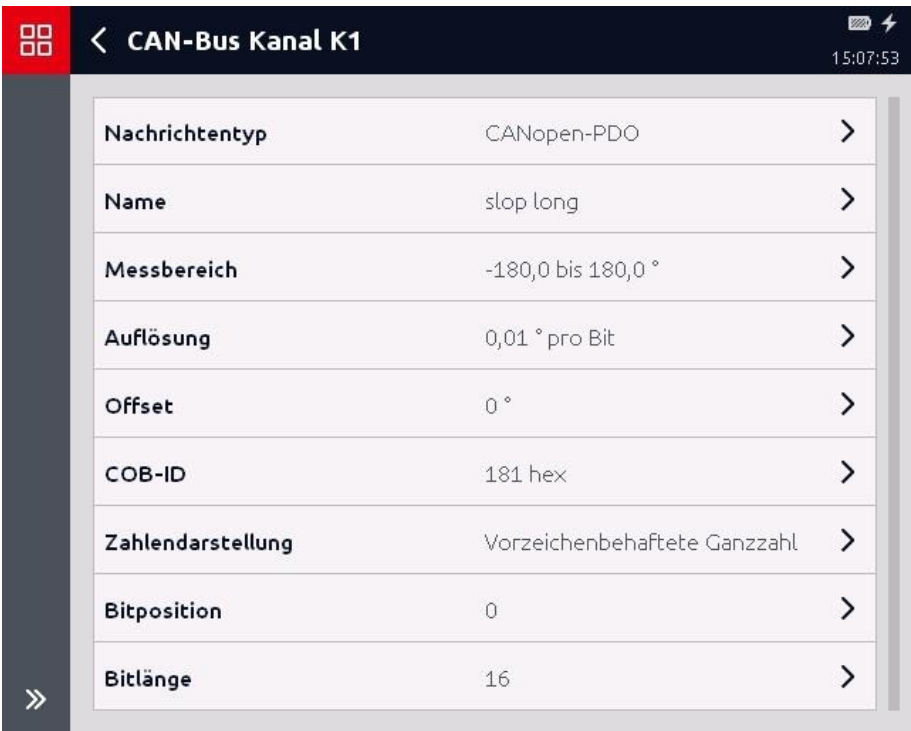 CAN-Bus Kanal K1
15:07:53
Nachrichtentyp CANopen-PDO
Name slop long
Messbereich -180,0 bis 180,0 °
Auflösung 0,01 ° pro Bit
Offset 0 °
COB-ID 181 hex
Zahlendarstellung Vorzeichenbehaftete Ganzzahl
Bitposition 0
Bitlänge 16